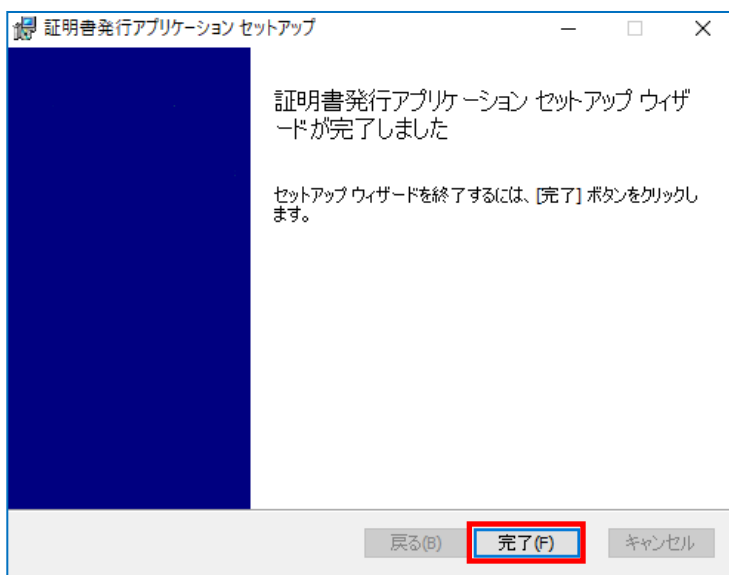 証明書発行アプリケーション セットアップ
証明書発行アプリケーション セットアップ ウィザ
ードが完了しました
セットアップ ウィザードを終了するには、[完了] ボタンをクリックし
ます。
戻る(B) 完了(F) キャンセル